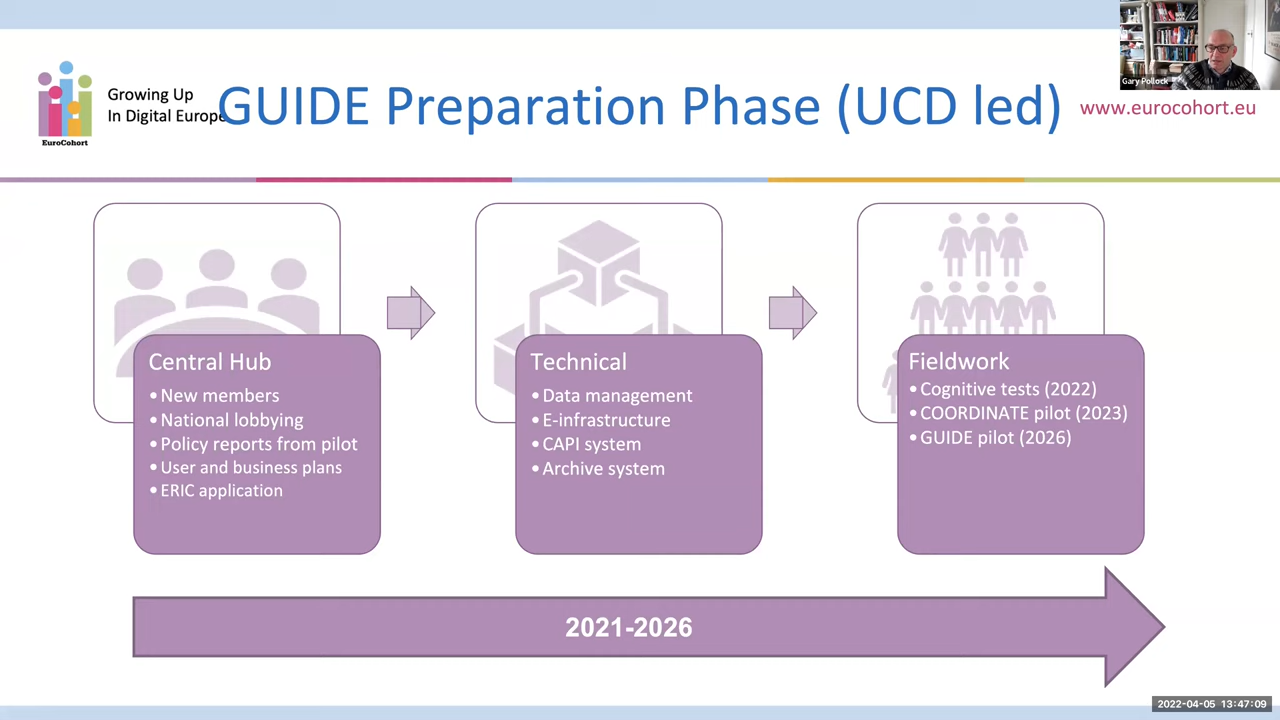 Gary Pollock
Growing Up
In Digital Europe
EuroCohort
GUIDE Preparation Phase (UCD led)
www.eurocohort.eu
Central Hub
• New members
• National lobbying
• Policy reports from pilot
• User and business plans
• ERIC application
Technical
• Data management
• E-infrastructure
• CAPI system
• Archive system
Fieldwork
• Cognitive tests (2022)
• COORDINATE pilot (2023)
• GUIDE pilot (2026)
2021-2026
2022-04-05 13:47:09